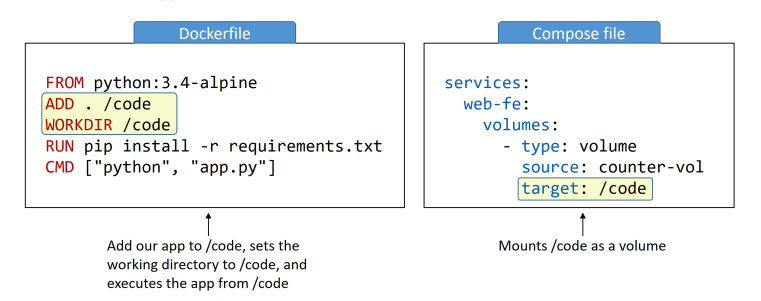 Dockerfile
FROM python:3.4-alpine
ADD . /code
WORKDIR /code
RUN pip install -r requirements.txt
CMD ["python", "app.py"]
Add our app to /code, sets the
working directory to /code, and
executes the app from /code
Compose file
services:
  web-fe:
    volumes:
      - type: volume
        source: counter-vol
        target: /code
Mounts /code as a volume